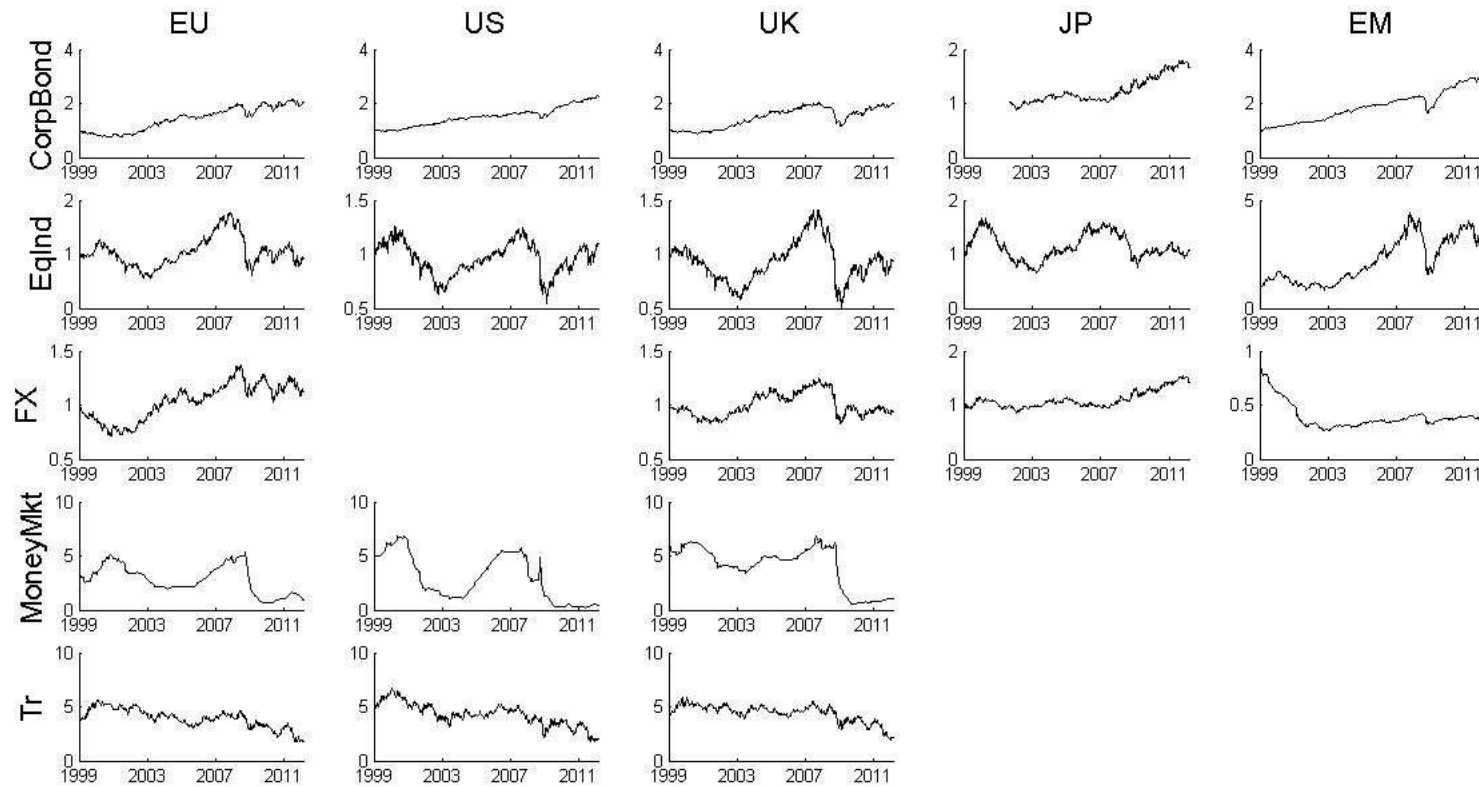 EU US UK JP EM
CorpBond
4 4 4 2 4
2 2 2 1 2
0 0 0 0 0
1999 2003 2007 2011 1999 2003 2007 2011 1999 2003 2007 2011 1999 2003 2007 2011 1999 2003 2007 2011
EqInd
2 1.5 1.5 2 5
1 1 1 1
0 0.5 0.5 0 0
1999 2003 2007 2011 1999 2003 2007 2011 1999 2003 2007 2011 1999 2003 2007 2011 1999 2003 2007 2011
FX
1.5 1.5 2 1
1 1 1 0.5
0.5 0.5 0 0
1999 2003 2007 2011 1999 2003 2007 2011 1999 2003 2007 2011 1999 2003 2007 2011
MoneyMkt
10 10 10
5 5 5
0 0 0
1999 2003 2007 2011 1999 2003 2007 2011 1999 2003 2007 2011
Tr
10 10 10
5 5 5
0 0 0
1999 2003 2007 2011 1999 2003 2007 2011 1999 2003 2007 2011